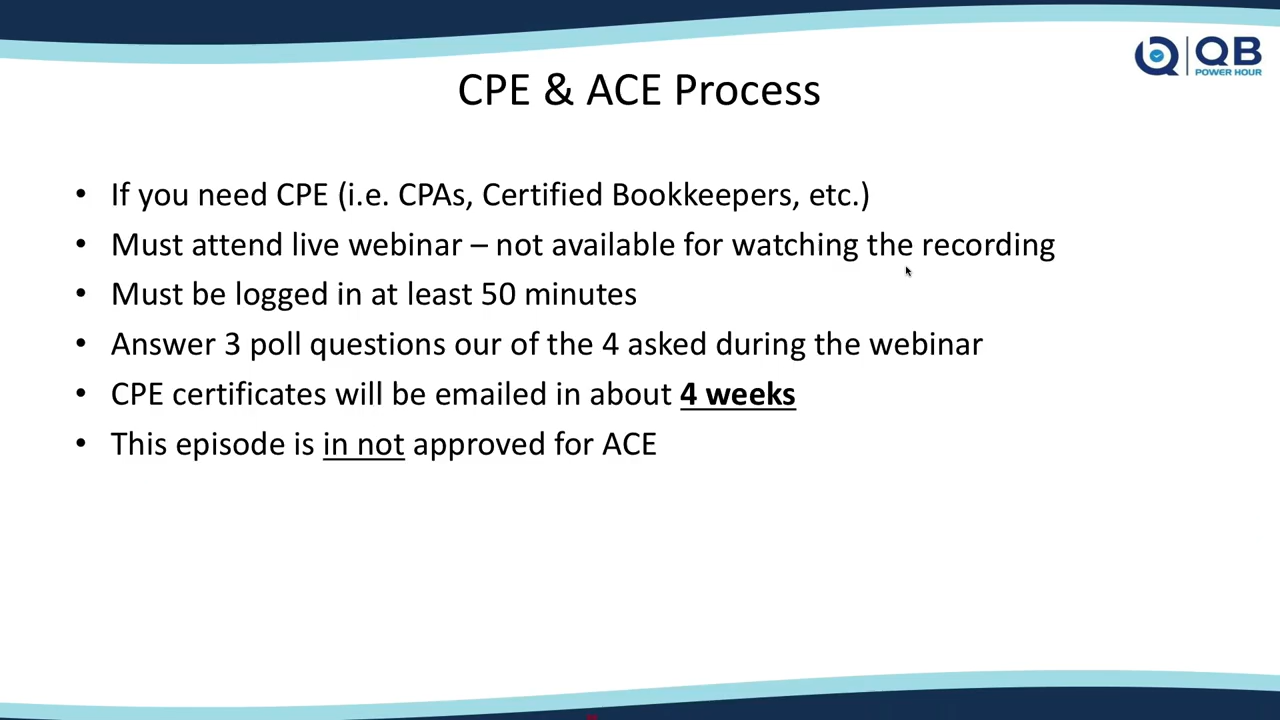 QB
POWER HOUR
CPE & ACE Process
• If you need CPE (i.e. CPAs, Certified Bookkeepers, etc.)
• Must attend live webinar – not available for watching the recording
• Must be logged in at least 50 minutes
• Answer 3 poll questions our of the 4 asked during the webinar
• CPE certificates will be emailed in about 4 weeks
• This episode is in not approved for ACE